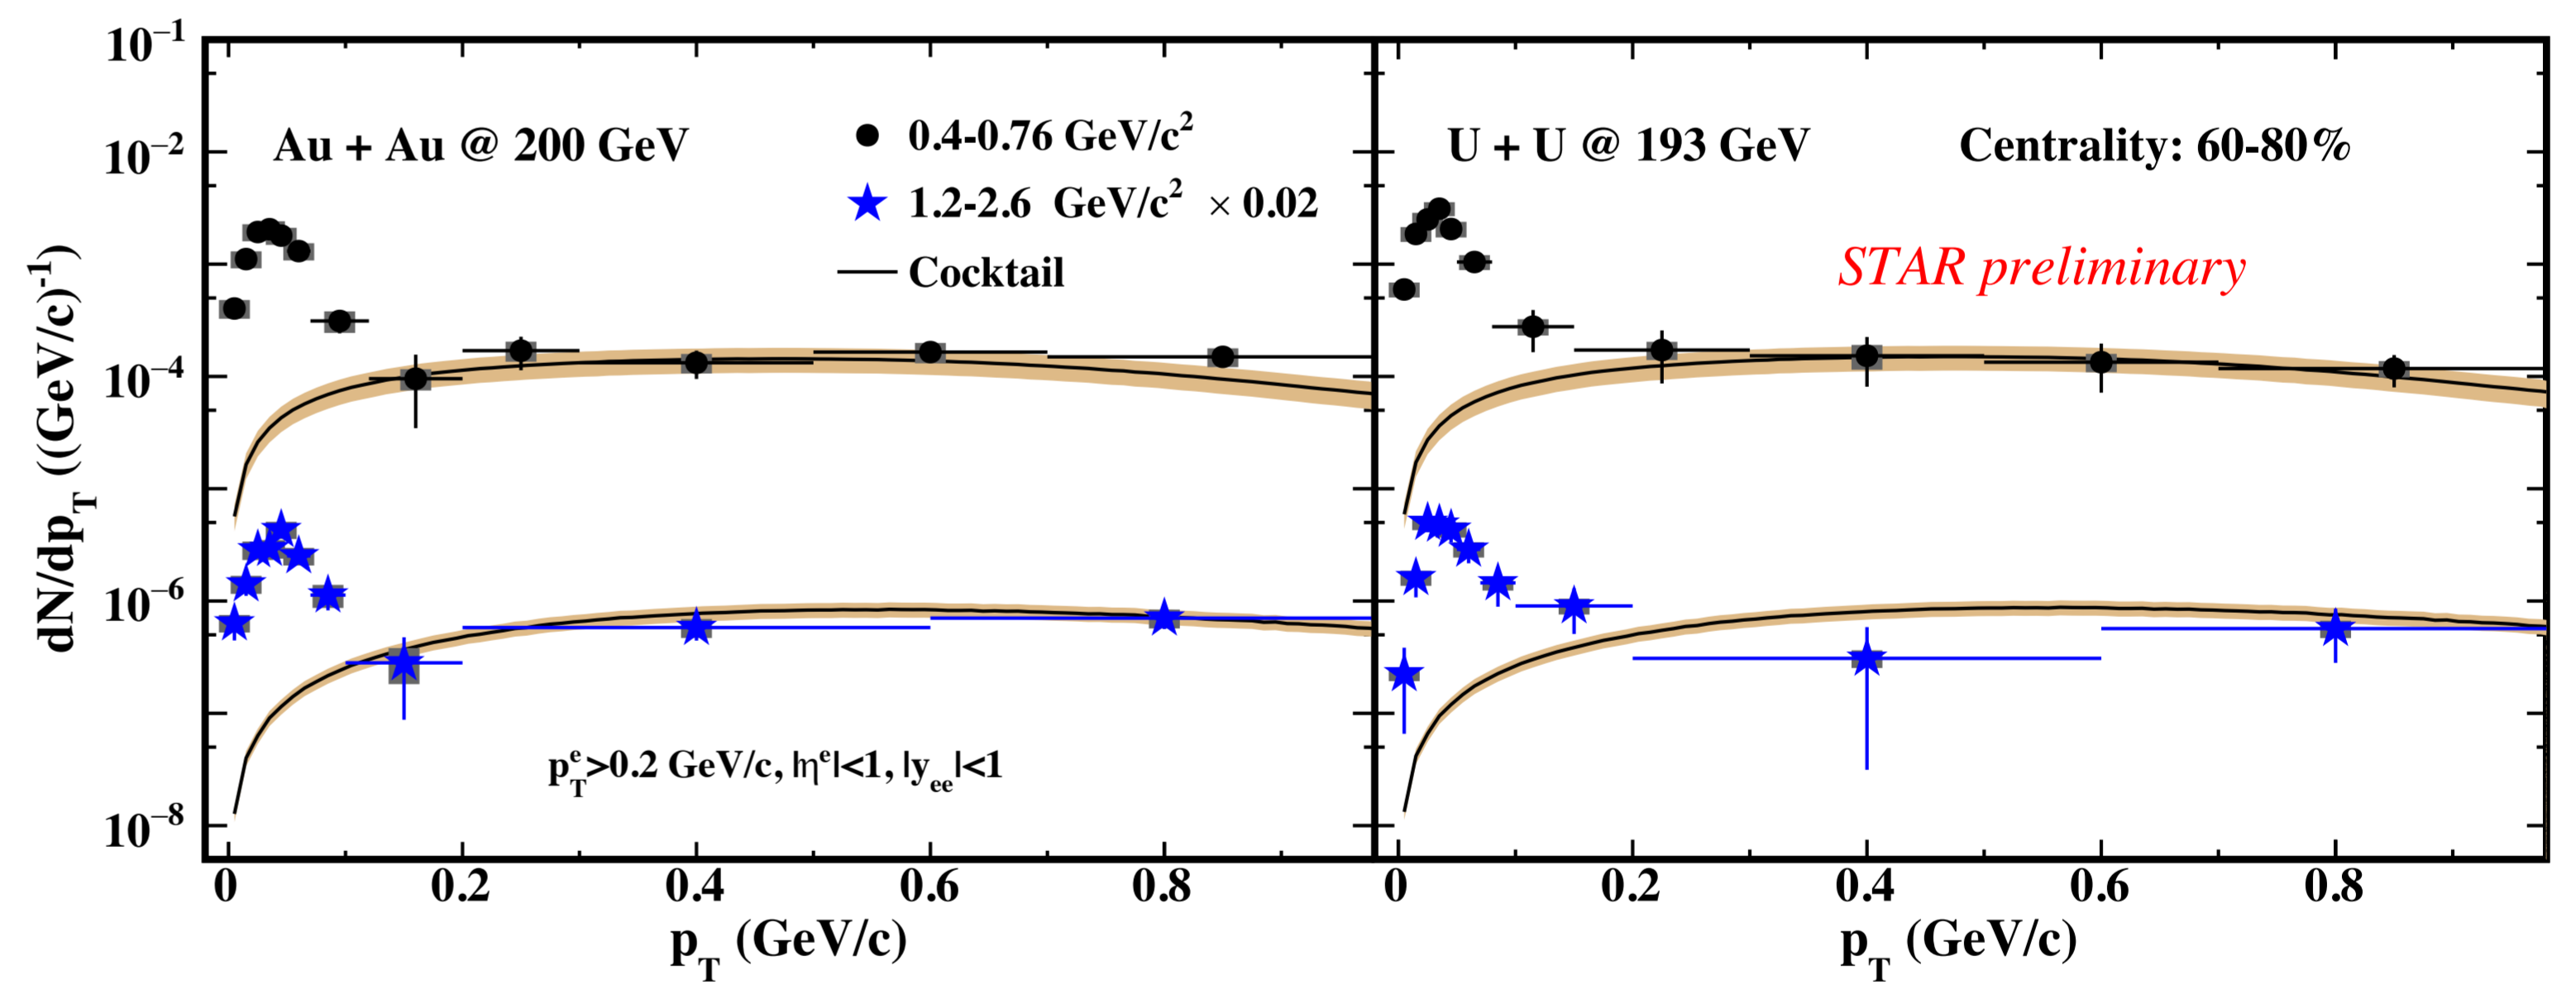 Au + Au @ 200 GeV
0.4-0.76 GeV/c²
1.2-2.6 GeV/c² × 0.02
Cocktail
U + U @ 193 GeV
Centrality: 60-80%
STAR preliminary
dN/dp_T ((GeV/c)⁻¹)
10⁻¹
10⁻²
10⁻⁴
10⁻⁶
10⁻⁸
p_T^e>0.2 GeV/c, |η^e|<1, |y_ee|<1
0 0.2 0.4 0.6 0.8
0 0.2 0.4 0.6 0.8
p_T (GeV/c)
p_T (GeV/c)